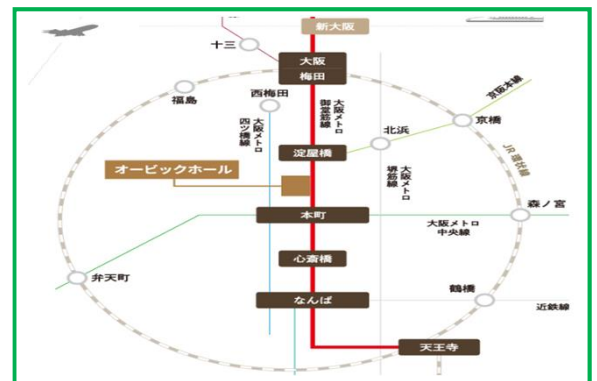 新大阪
十三
大阪
梅田
福島
西梅田
大阪メトロ
御堂筋線
大阪メトロ
四ツ橋線
北浜
京阪本線
京橋
淀屋橋
JR環状線
大阪メトロ
堺筋線
オービックホール
本町
森ノ宮
大阪メトロ
中央線
心斎橋
弁天町
なんば
鶴橋
近鉄線
天王寺